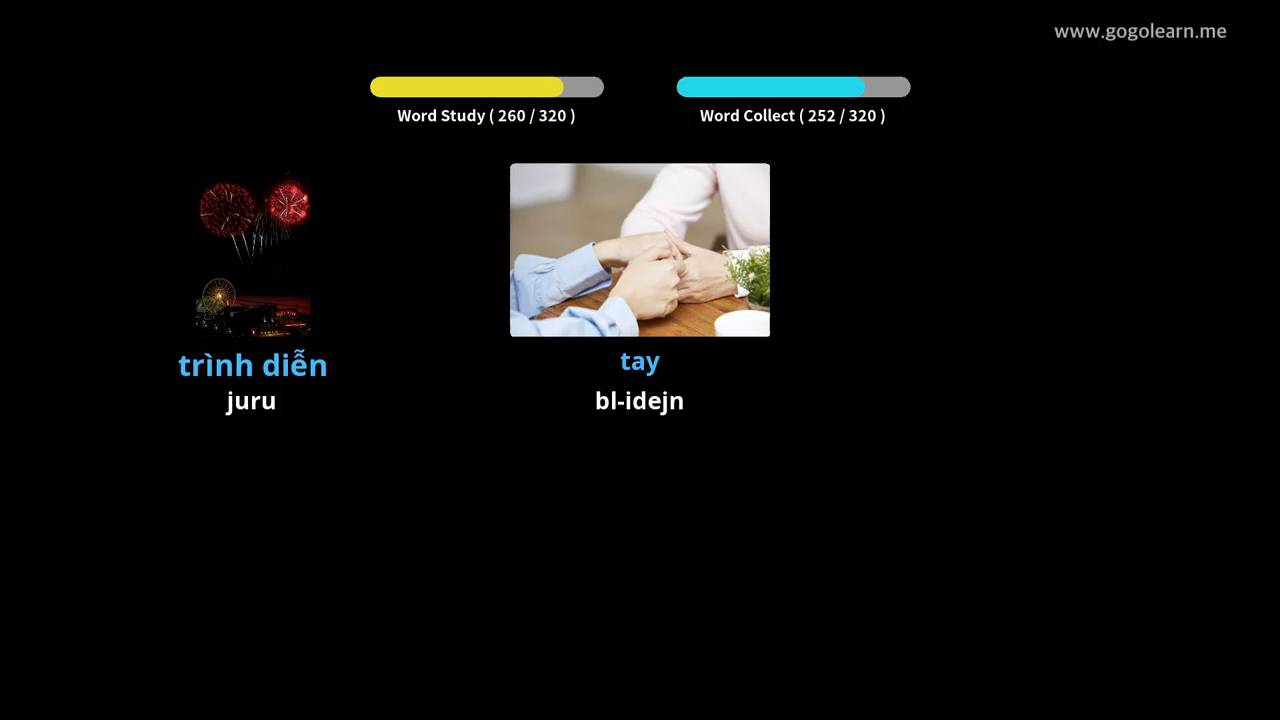 www.gogolearn.me
Word Study ( 260 / 320 )
Word Collect ( 252 / 320 )
trình diễn
juru
tay
bl-idejn